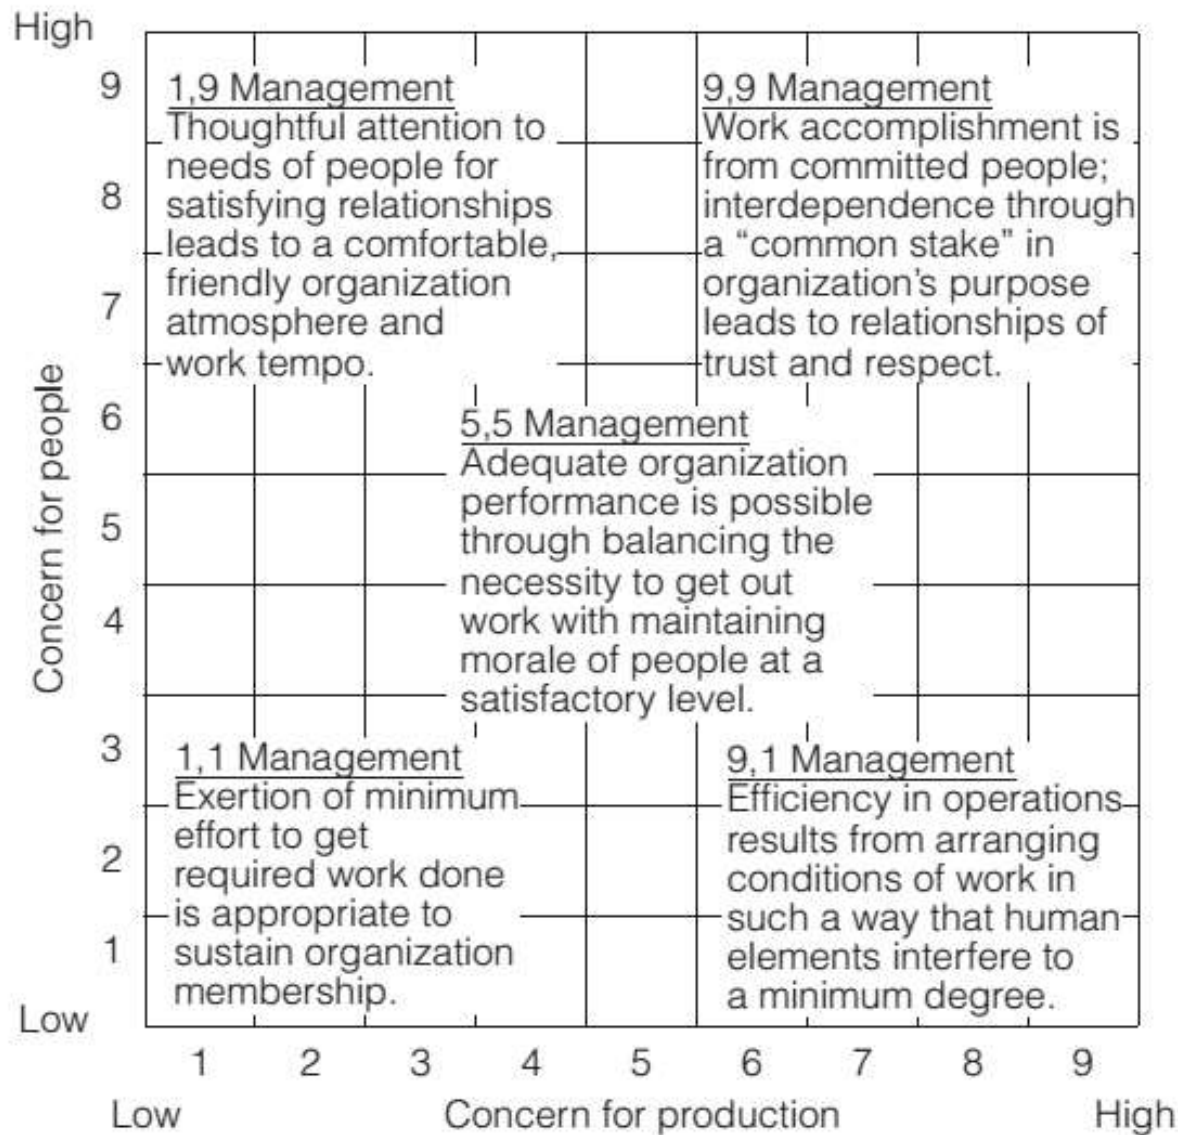 High
9
1,9 Management
Thoughtful attention to
needs of people for
satisfying relationships
leads to a comfortable,
friendly organization
atmosphere and
work tempo.
9,9 Management
Work accomplishment is
from committed people;
interdependence through
a “common stake” in
organization's purpose
leads to relationships of
trust and respect.
8
7
Concern for people
6
5,5 Management
Adequate organization
performance is possible
through balancing the
necessity to get out
work with maintaining
morale of people at a
satisfactory level.
5
4
3
1,1 Management
Exertion of minimum
effort to get
required work done
is appropriate to
sustain organization
membership.
9,1 Management
Efficiency in operations
results from arranging
conditions of work in
such a way that human
elements interfere to
a minimum degree.
2
1
Low
1 2 3 4 5 6 7 8 9
Low Concern for production High